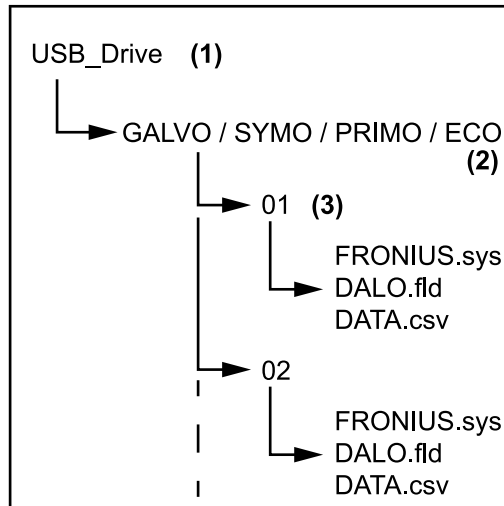 USB_Drive (1)
GALVO / SYMO / PRIMO / ECO
(2)
01 (3)
FRONIUS.sys
DALO.fld
DATA.csv
02
FRONIUS.sys
DALO.fld
DATA.csv